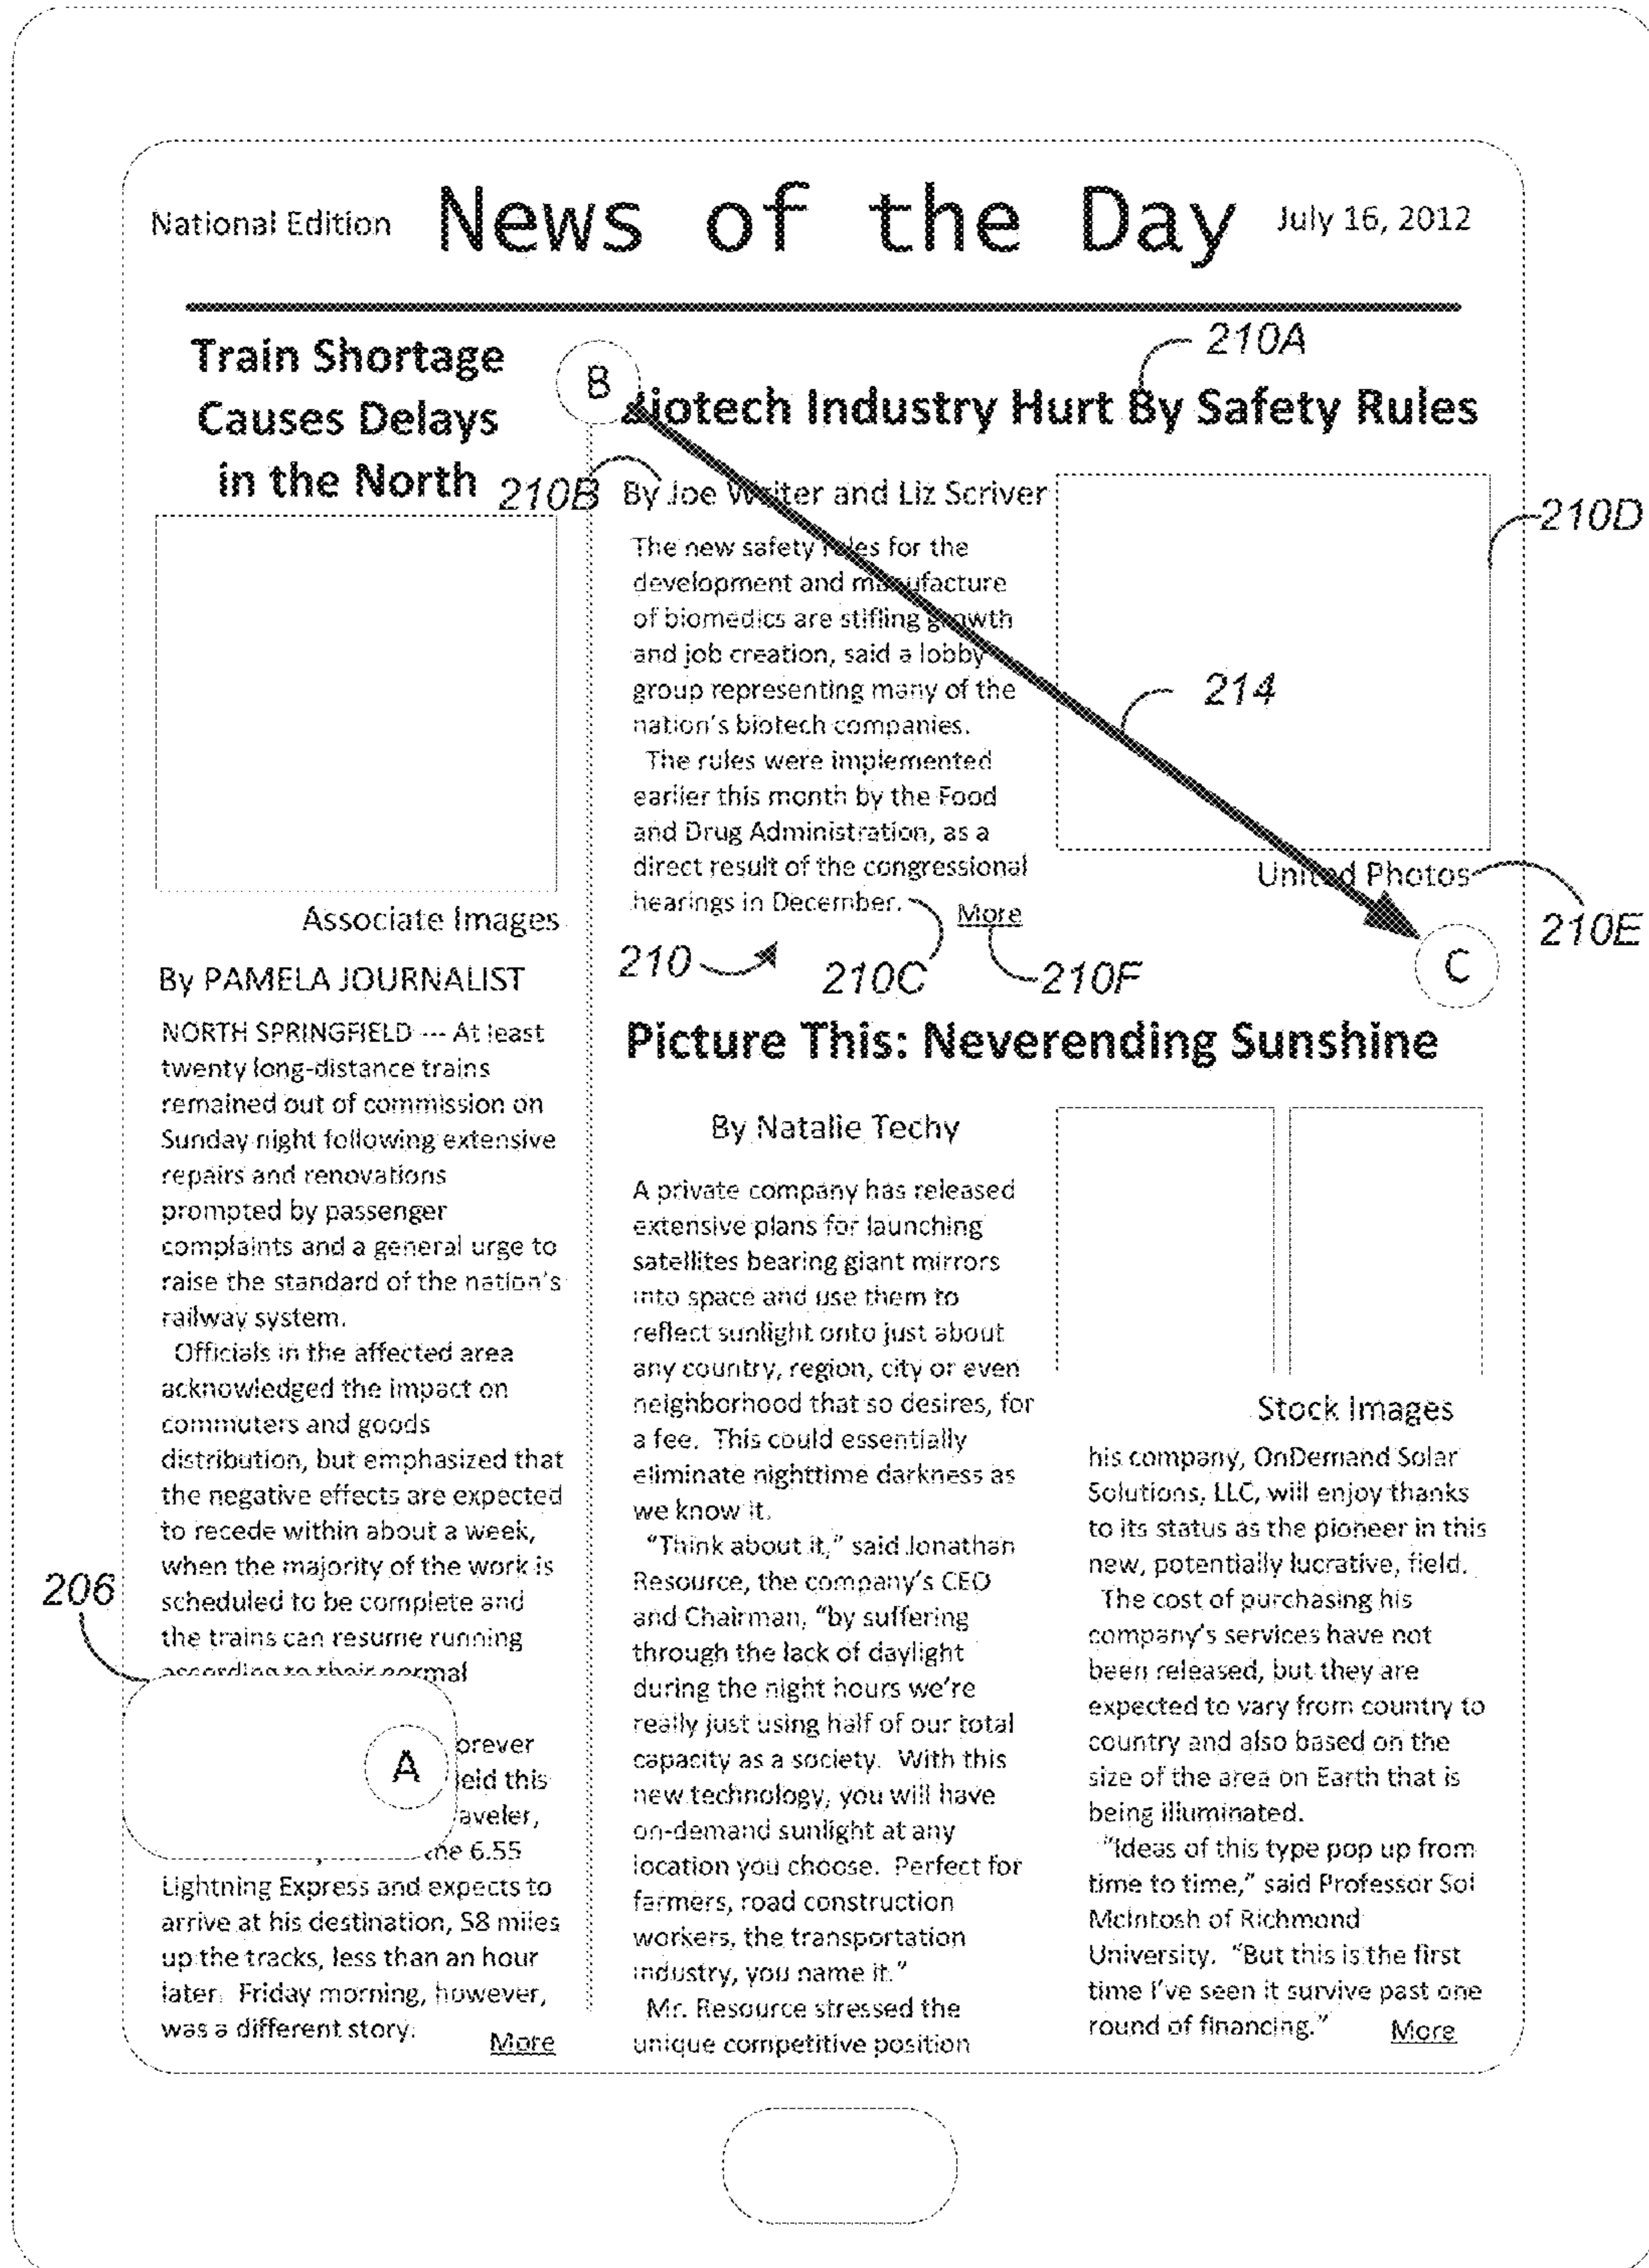 National Edition
News of the Day
July 16, 2012
Train Shortage
Causes Delays
in the North
Associate Images
By PAMELA JOURNALIST
NORTH SPRINGFIELD --- At least
twenty long-distance trains
remained out of commission on
Sunday night following extensive
repairs and renovations
prompted by passenger
complaints and a general urge to
raise the standard of the nation's
railway system.
Officials in the affected area
acknowledged the impact on
commuters and goods
distribution, but emphasized that
the negative effects are expected
to recede within about a week,
when the majority of the work is
scheduled to be complete and
the trains can resume running
according to their normal
206
A
orever
ield this
aveler,
the 6.55
Lightning Express and expects to
arrive at his destination, 58 miles
up the tracks, less than an hour
later. Friday morning, however,
was a different story.
More
B
210A
iotech Industry Hurt By Safety Rules
210B
By Joe Writer and Liz Scriver
210D
The new safety rules for the
development and manufacture
of biomedics are stifling growth
and job creation, said a lobby
group representing many of the
nation's biotech companies.
The rules were implemented
earlier this month by the Food
and Drug Administration, as a
direct result of the congressional
hearings in December.
More
214
United Photos
210E
210
210C
210F
C
Picture This: Neverending Sunshine
By Natalie Techy
A private company has released
extensive plans for launching
satellites bearing giant mirrors
into space and use them to
reflect sunlight onto just about
any country, region, city or even
neighborhood that so desires, for
a fee. This could essentially
eliminate nighttime darkness as
we know it.
"Think about it," said Jonathan
Resource, the company's CEO
and Chairman, "by suffering
through the lack of daylight
during the night hours we're
really just using half of our total
capacity as a society. With this
new technology, you will have
on-demand sunlight at any
location you choose. Perfect for
farmers, road construction
workers, the transportation
industry, you name it."
Mr. Resource stressed the
unique competitive position
Stock Images
his company, OnDemand Solar
Solutions, LLC, will enjoy thanks
to its status as the pioneer in this
new, potentially lucrative, field.
The cost of purchasing his
company's services have not
been released, but they are
expected to vary from country to
country and also based on the
size of the area on Earth that is
being illuminated.
"Ideas of this type pop up from
time to time," said Professor Sol
McIntosh of Richmond
University. "But this is the first
time I've seen it survive past one
round of financing."
More